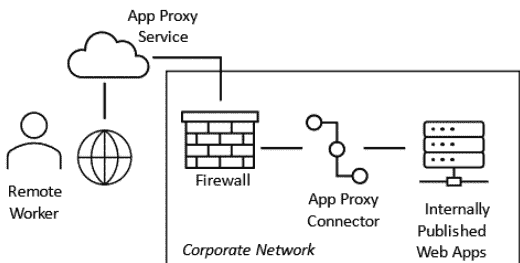 App Proxy
Service
Remote
Worker
Firewall
App Proxy
Connector
Internally
Published
Web Apps
Corporate Network